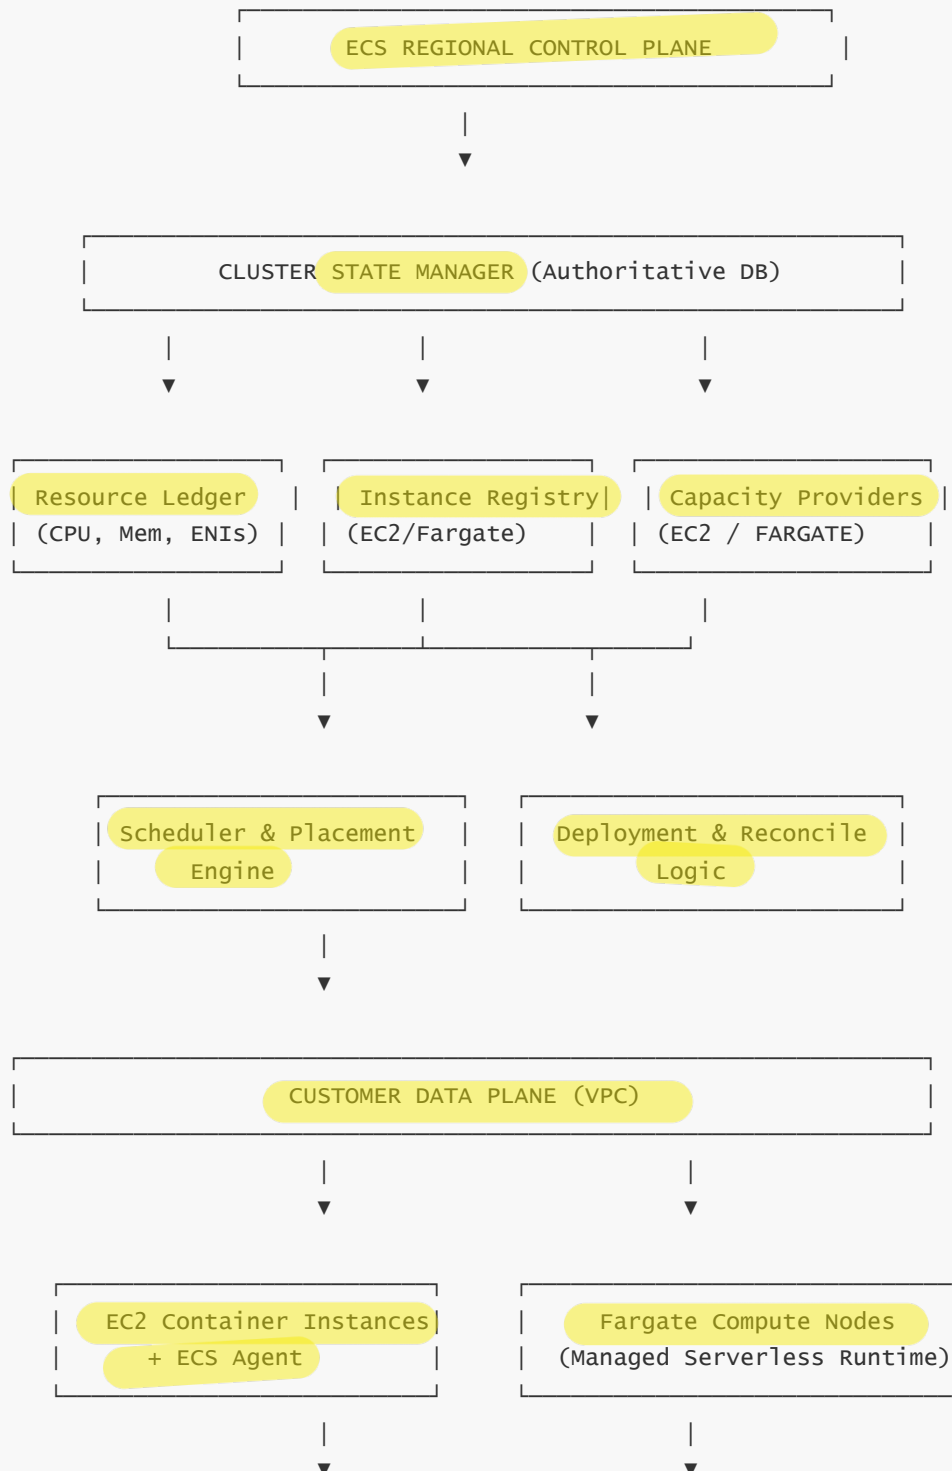 ECS REGIONAL CONTROL PLANE
CLUSTER STATE MANAGER (Authoritative DB)
Resource Ledger Instance Registry Capacity Providers
(CPU, Mem, ENIs) (EC2/Fargate) (EC2 / FARGATE)
Scheduler & Placement Deployment & Reconcile
Engine Logic
CUSTOMER DATA PLANE (VPC)
EC2 Container Instances Fargate Compute Nodes
+ ECS Agent (Managed Serverless Runtime)